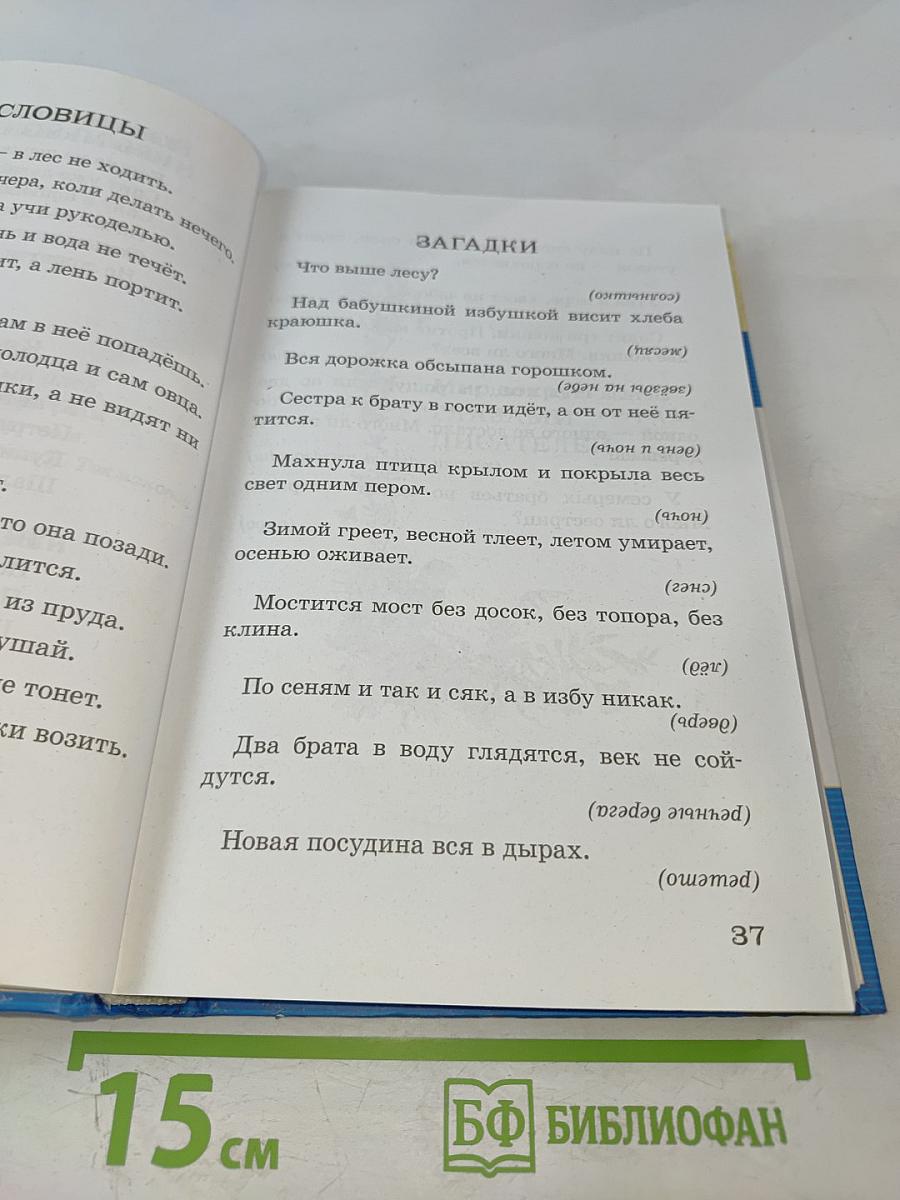 СЛОВИЦЫ
– в лес не ходить.
чера, коли делать нечего.
а учи рукоделью.
нь и вода не течёт.
ит, а лень портит.
ам в неё попадёшь.
олодца и сам овца.
ки, а не видят ни
т.
то она позади.
лится.
из пруда.
ушай.
е тонет.
ки возить.
ЗАГАДКИ
Что выше лесу?
(солнышко)
Над бабушкиной избушкой висит хлеба
краюшка.
(месяц)
Вся дорожка обсыпана горошком.
(звёзды на небе)
Сестра к брату в гости идёт, а он от неё пя-
тится.
(день и ночь)
Махнула птица крылом и покрыла весь
свет одним пером.
(ночь)
Зимой греет, весной тлеет, летом умирает,
осенью оживает.
(снег)
Мостится мост без досок, без топора, без
клина.
(лёд)
По сеням и так и сяк, а в избу никак.
(дверь)
Два брата в воду глядятся, век не сой-
дутся.
(речные берега)
Новая посудина вся в дырах.
(решето)
37
15 см
БФ БИБЛИОФАН